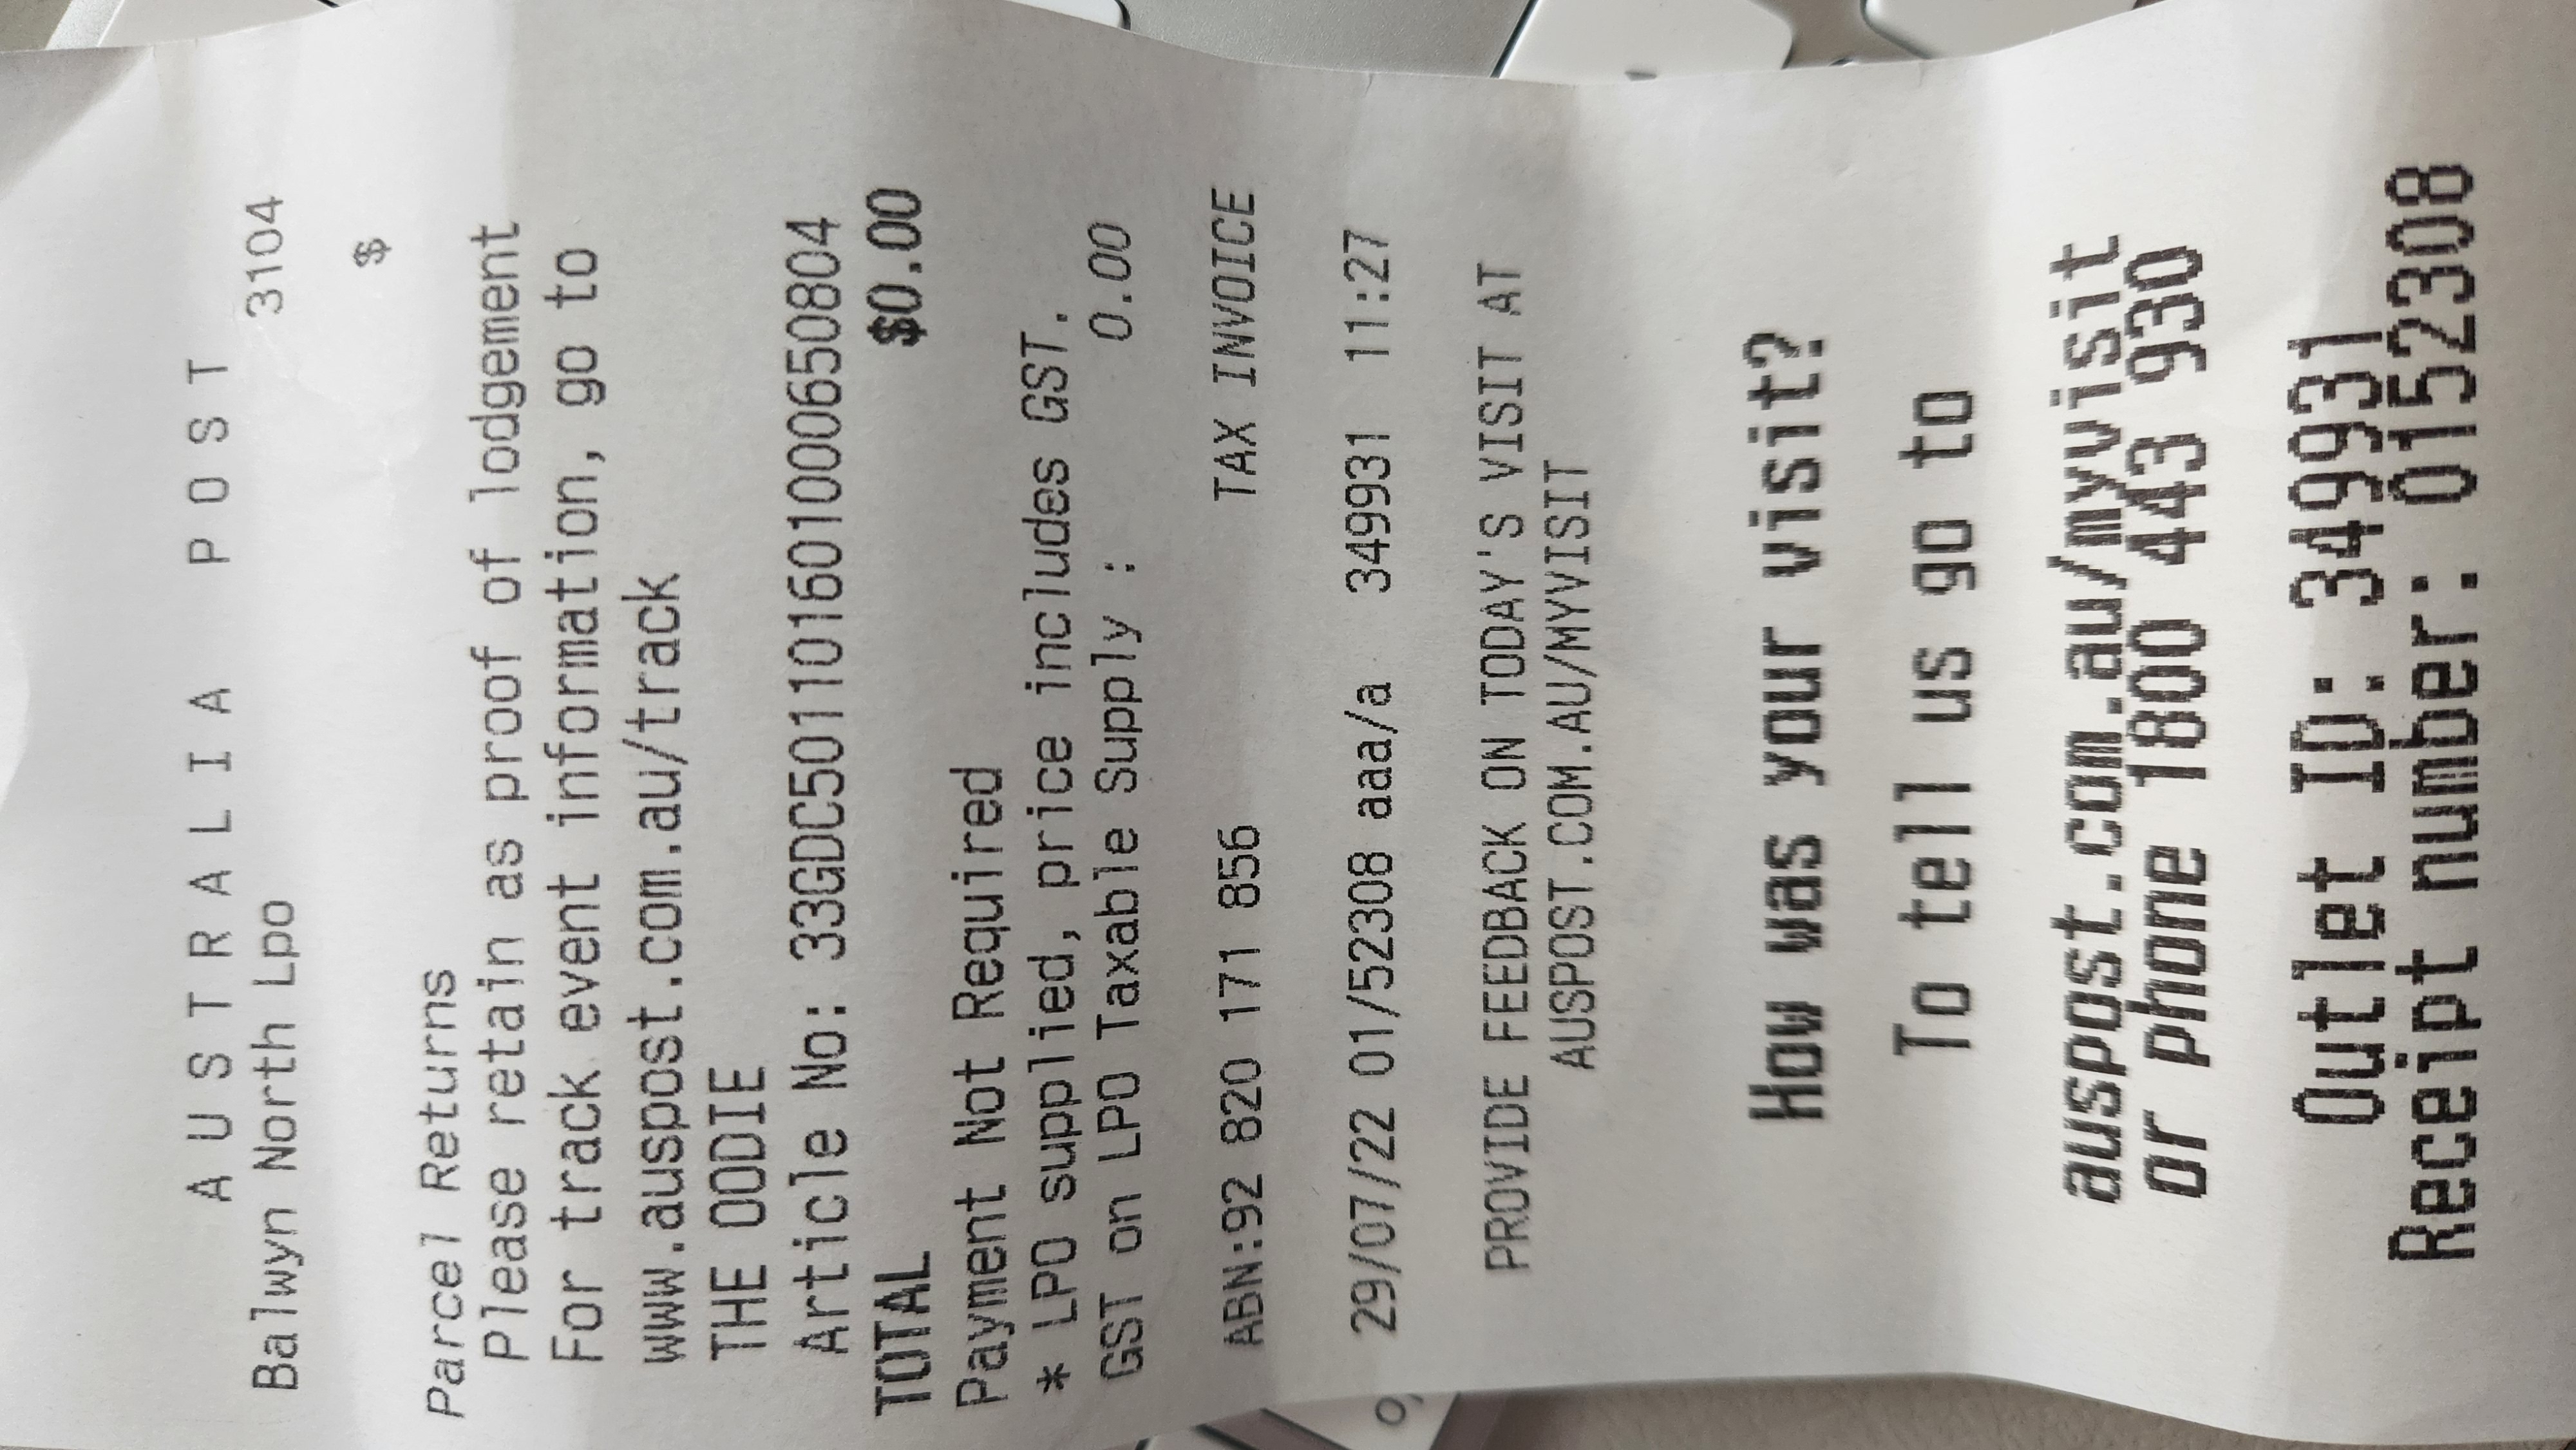 A U S T R A L I A   P O S T
Balwyn North Lpo 3104
$
Parcel Returns
Please retain as proof of lodgement
For track event information, go to
www.auspost.com.au/track
THE OODIE
Article No: 33GDC5011016010006508​04
TOTAL $0.00
Payment Not Required
* LPO supplied, price includes GST.
GST on LPO Taxable Supply : 0.00
ABN:92 820 171 856 TAX INVOICE
29/07/22 01/52308 aaa/a 349931 11:27
PROVIDE FEEDBACK ON TODAY'S VISIT AT
AUSPOST.COM.AU/MYVISIT
How was your visit?
To tell us go to
auspost.com.au/myvisit
or phone 1800 443 930
Outlet ID: 349931
Receipt number: 0152308